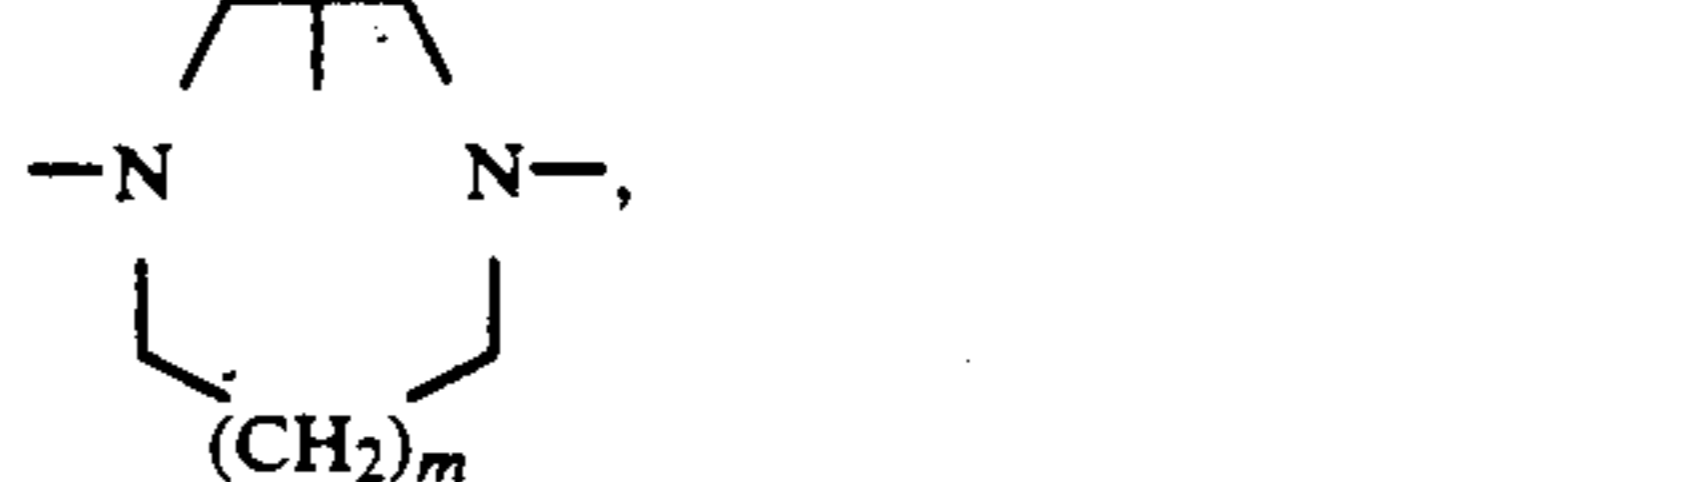 —N N—,
(CH₂)ₘ